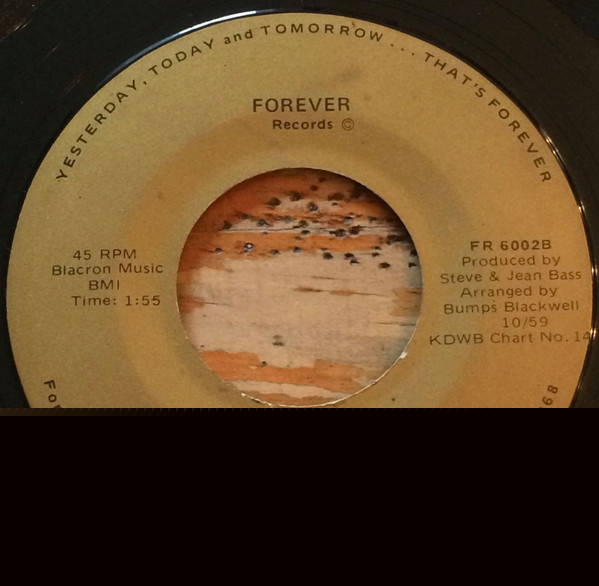 YESTERDAY, TODAY and TOMORROW . . . THAT'S FOREVER
FOREVER
Records ©
45 RPM
Blacron Music
BMI
Time: 1:55
FR 6002B
Produced by
Steve & Jean Bass
Arranged by
Bumps Blackwell
10/59
KDWB Chart No. 14